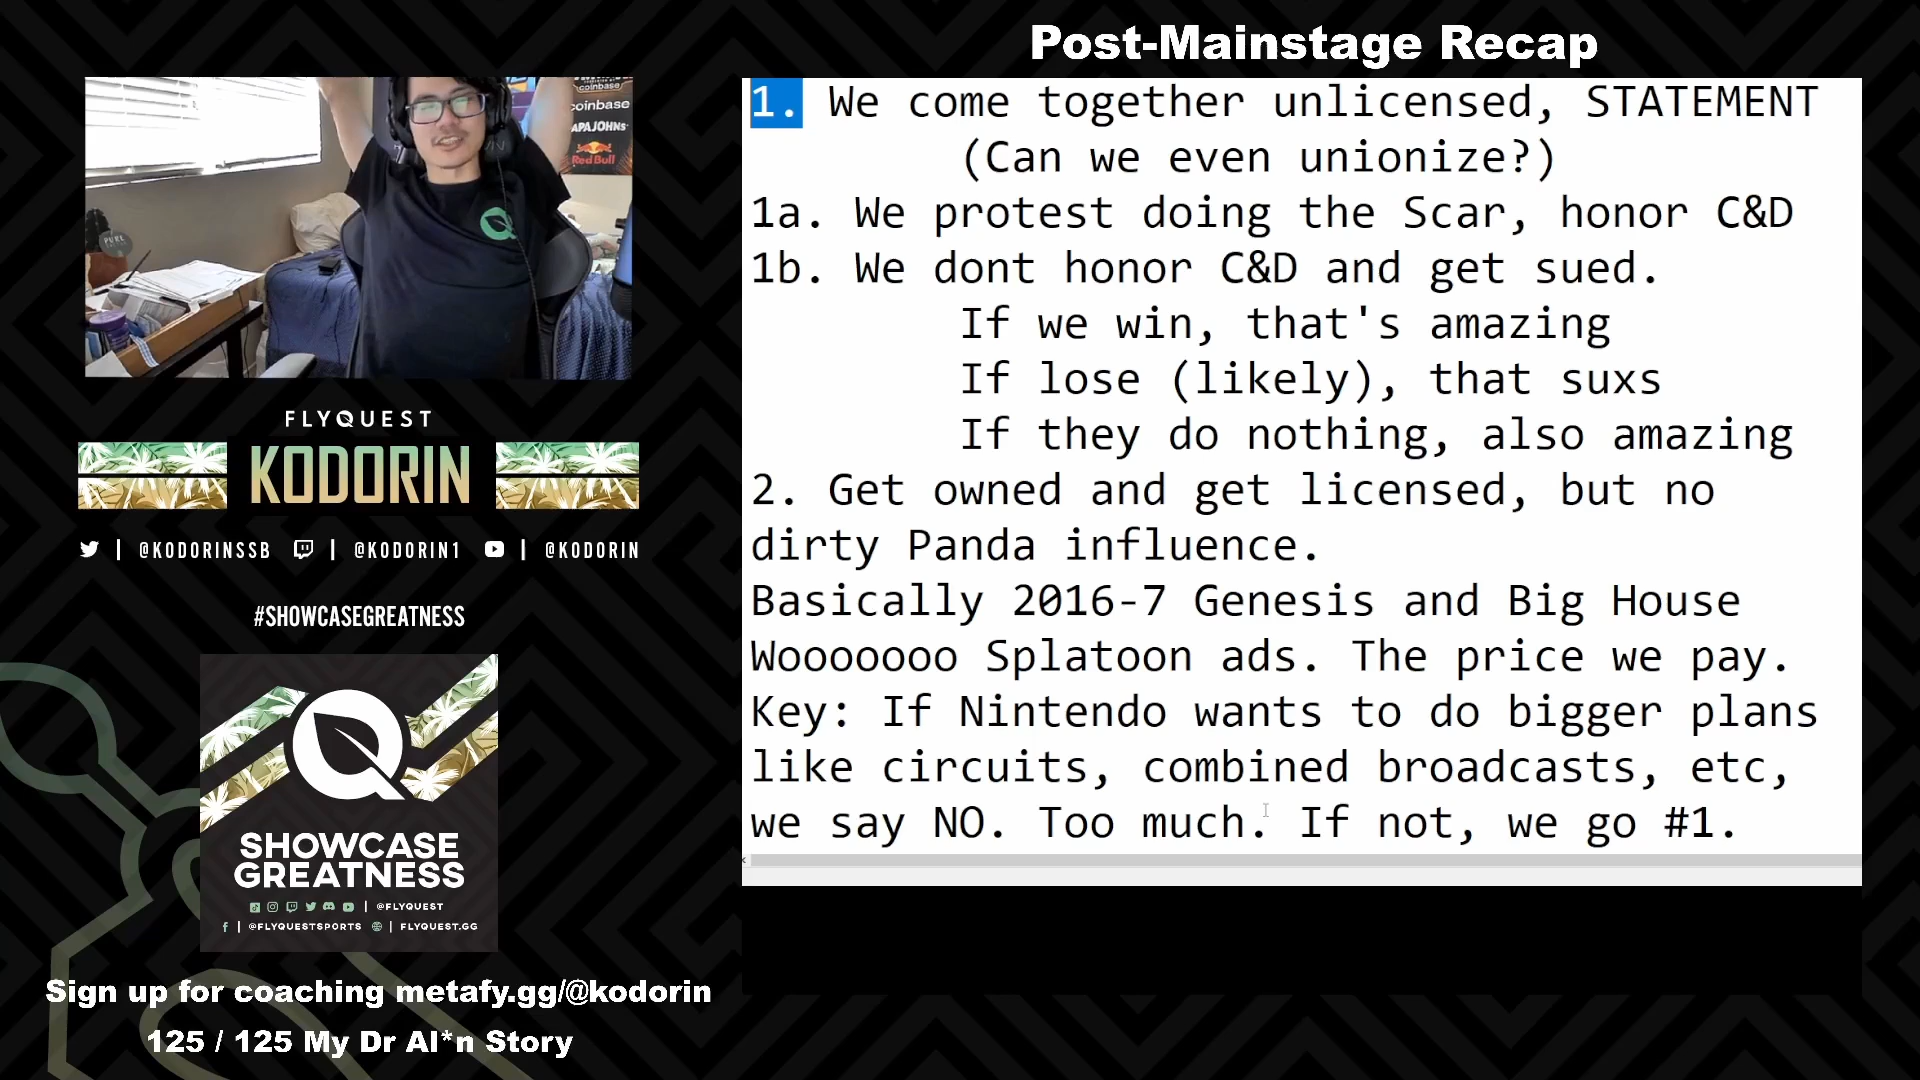 Post-Mainstage Recap
1. We come together unlicensed, STATEMENT
(Can we even unionize?)
1a. We protest doing the Scar, honor C&D
1b. We dont honor C&D and get sued.
If we win, that's amazing
If lose (likely), that suxs
If they do nothing, also amazing
2. Get owned and get licensed, but no
dirty Panda influence.
Basically 2016-7 Genesis and Big House
Wooooooo Splatoon ads. The price we pay.
Key: If Nintendo wants to do bigger plans
like circuits, combined broadcasts, etc,
we say NO. Too much. If not, we go #1.
coinbase
coinbase
PAPA JOHNS
Red Bull
FLYQUEST
KODORIN
| @KODORINSSB | @KODORIN1 | @KODORIN
#SHOWCASEGREATNESS
SHOWCASE
GREATNESS
| @FLYQUEST
f | @FLYQUESTSPORTS | FLYQUEST.GG
Sign up for coaching metafy.gg/@kodorin
125 / 125 My Dr Al*n Story